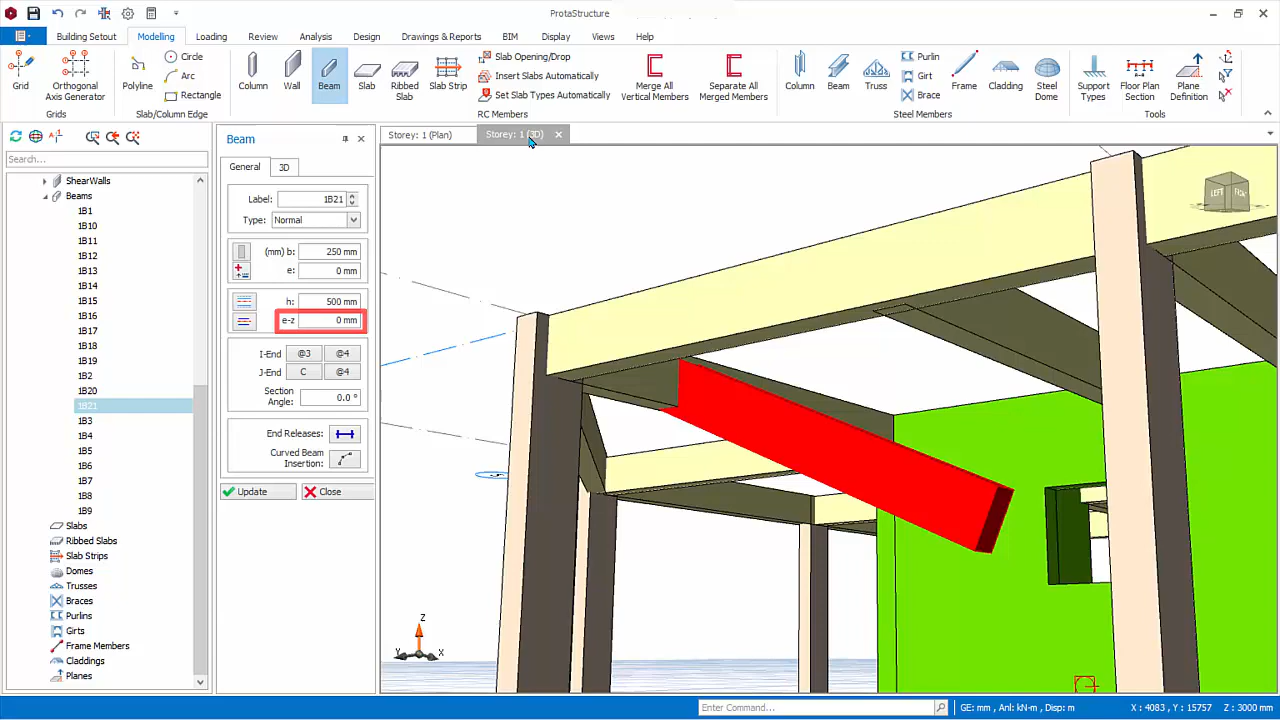 ProtaStructure
Building Setout
Modelling
Loading
Review
Analysis
Design
Drawings & Reports
BIM
Display
Views
Help
Grid
Orthogonal
Axis Generator
Grids
Polyline
Circle
Arc
Rectangle
Slab/Column Edge
Column
Wall
Beam
Slab
Ribbed
Slab
Slab Strip
Slab Opening/Drop
Insert Slabs Automatically
Set Slab Types Automatically
Merge All
Vertical Members
Separate All
Merged Members
RC Members
Column
Beam
Truss
Purlin
Girt
Brace
Frame
Cladding
Steel
Dome
Steel Members
Support
Types
Floor Plan
Section
Plane
Definition
Tools
Search...
ShearWalls
Beams
1B1
1B10
1B11
1B12
1B13
1B14
1B15
1B16
1B17
1B18
1B19
1B2
1B20
1B21
1B3
1B4
1B5
1B6
1B7
1B8
1B9
Slabs
Ribbed Slabs
Slab Strips
Domes
Trusses
Braces
Purlins
Girts
Frame Members
Claddings
Planes
Beam
General
3D
Label: 1B21
Type: Normal
(mm) b: 250 mm
e: 0 mm
h: 500 mm
e-z 0 mm
I-End @3 @4
J-End C @4
Section
Angle: 0.0 °
End Releases:
Curved Beam
Insertion:
Update
Close
Storey: 1 (Plan)
Storey: 1 (3D)
LEFT
Z
Y
X
Enter Command...
GE: mm , Anl: kN-m , Disp: m
X : 4083, Y : 15757
Z : 3000 mm